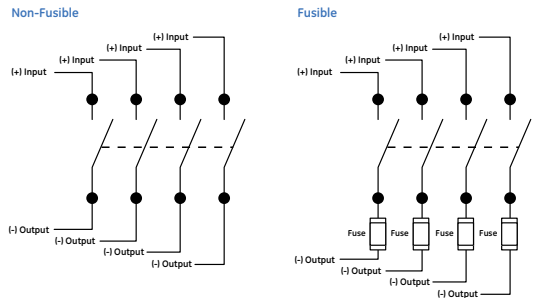 Non-Fusible
(+) Input
(+) Input
(+) Input
(+) Input
(-) Output
(-) Output
(-) Output
(-) Output
Fusible
(+) Input
(+) Input
(+) Input
(+) Input
Fuse
Fuse
Fuse
Fuse
(-) Output
(-) Output
(-) Output
(-) Output